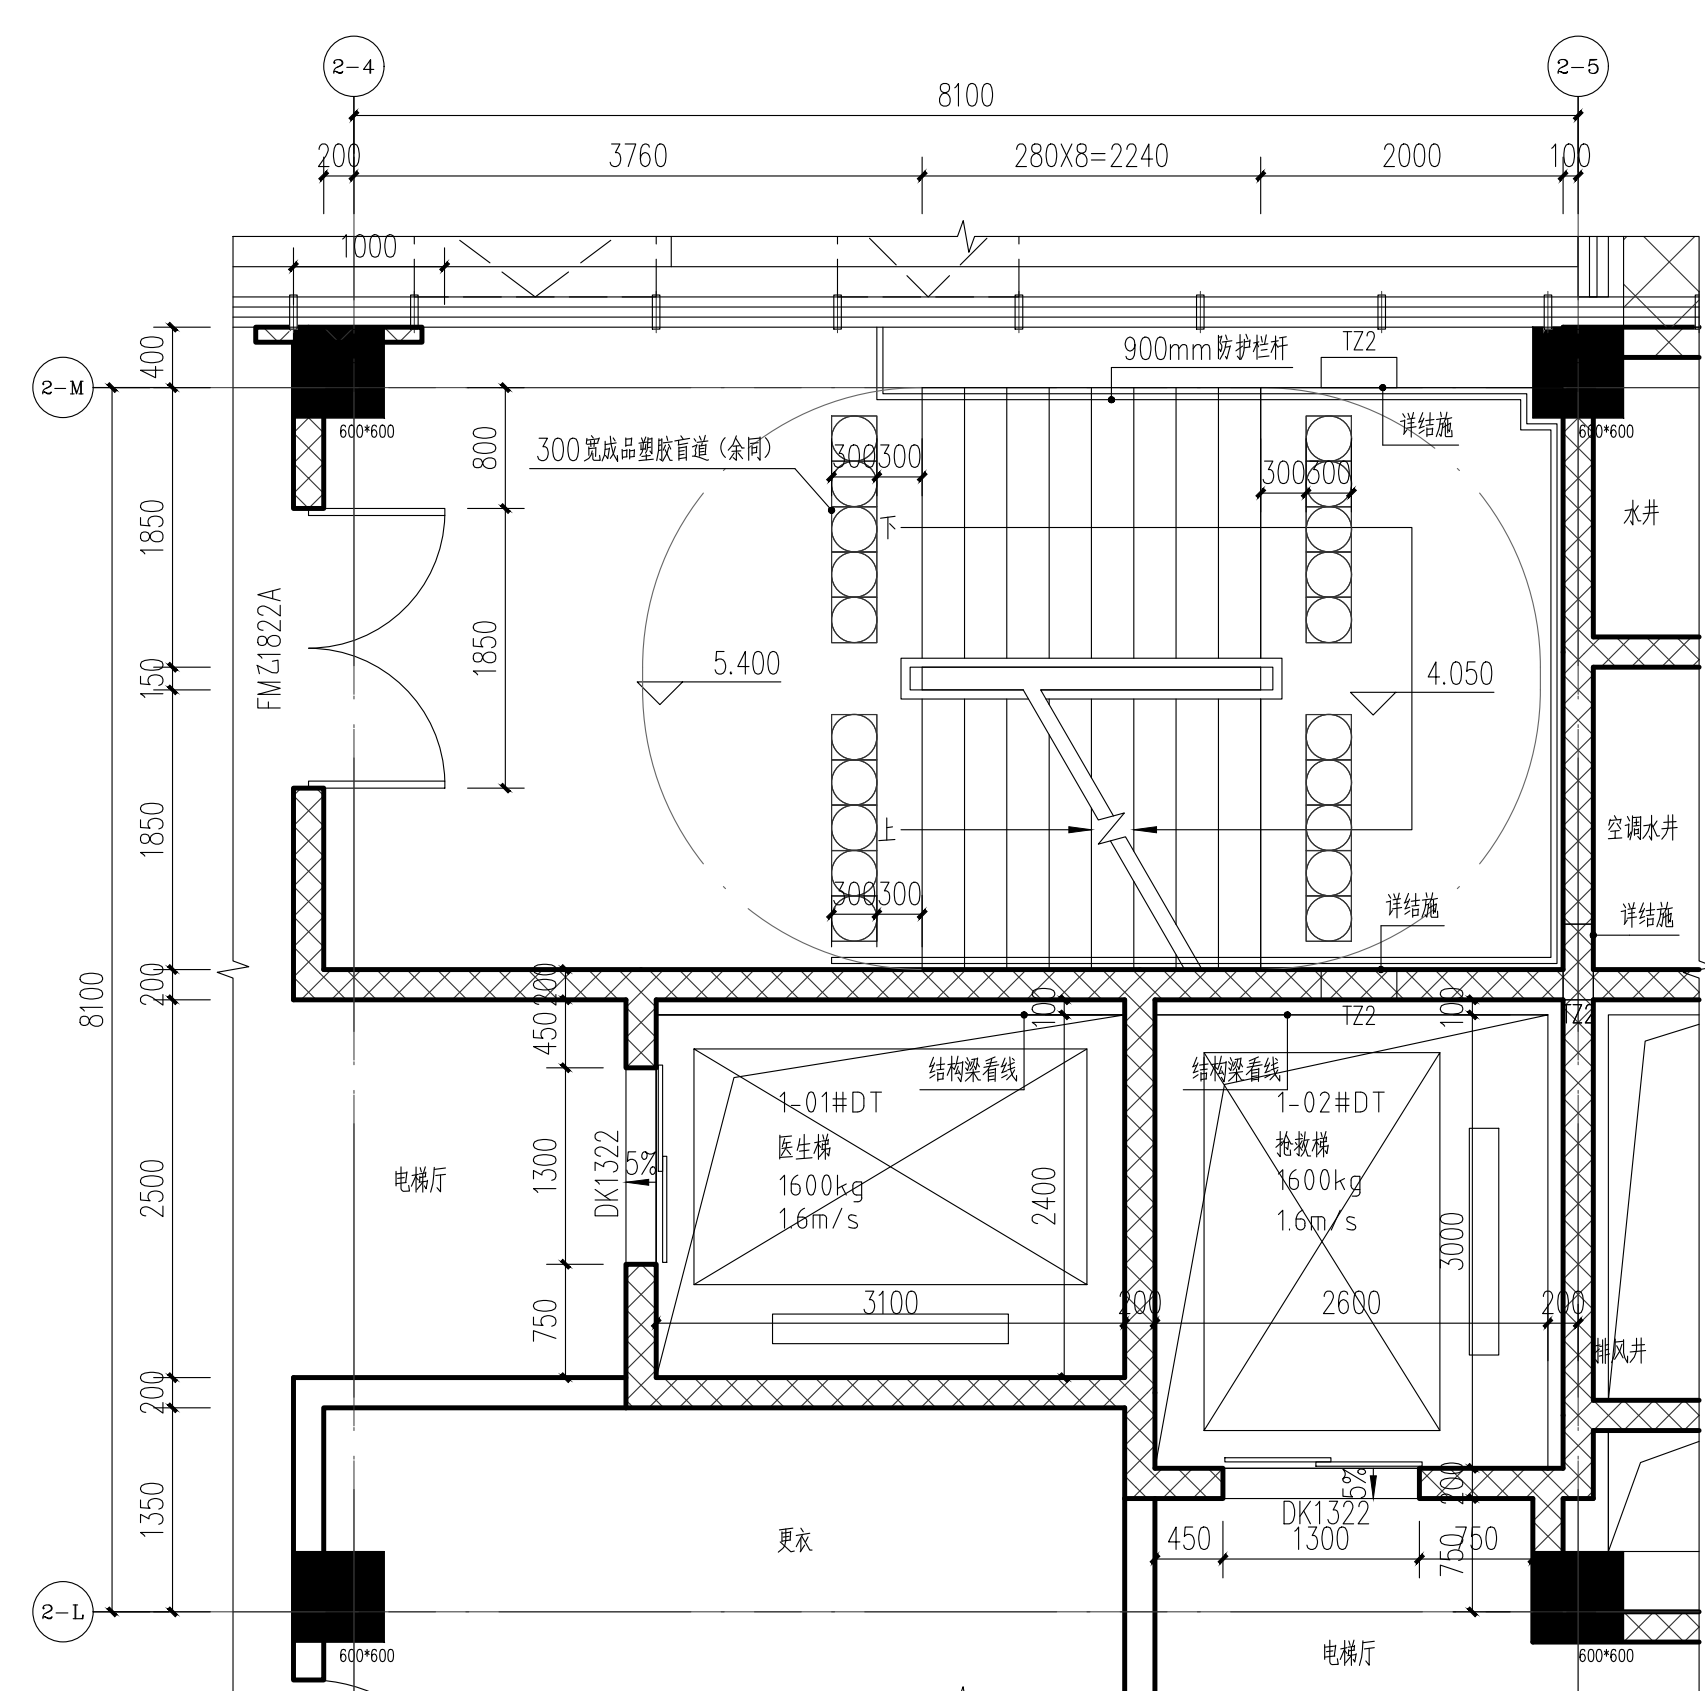 2-4
2-5
8100
200
3760
280X8=2240
2000
100
1000
400
2-M
900mm防护栏杆
TZ2
600*600
详结施
600*600
800
300宽成品塑胶盲道（余同）
300
300
300
300
水井
1850
下
FMZ1822A
1850
150
5.400
4.050
1850
上
空调水井
300
300
详结施
详结施
8100
200
200
450
100
TZ2
100
TZ2
结构梁看线
结构梁看线
1-01#DT
医生梯
1600kg
1.6m/s
1-02#DT
抢救梯
1600kg
1.6m/s
电梯厅
2500
1300
DK1322
5%
2400
3000
750
3100
200
2600
200
排风井
200
1350
更衣
5%
200
DK1322
450
1300
750
750
2-L
600*600
电梯厅
600*600